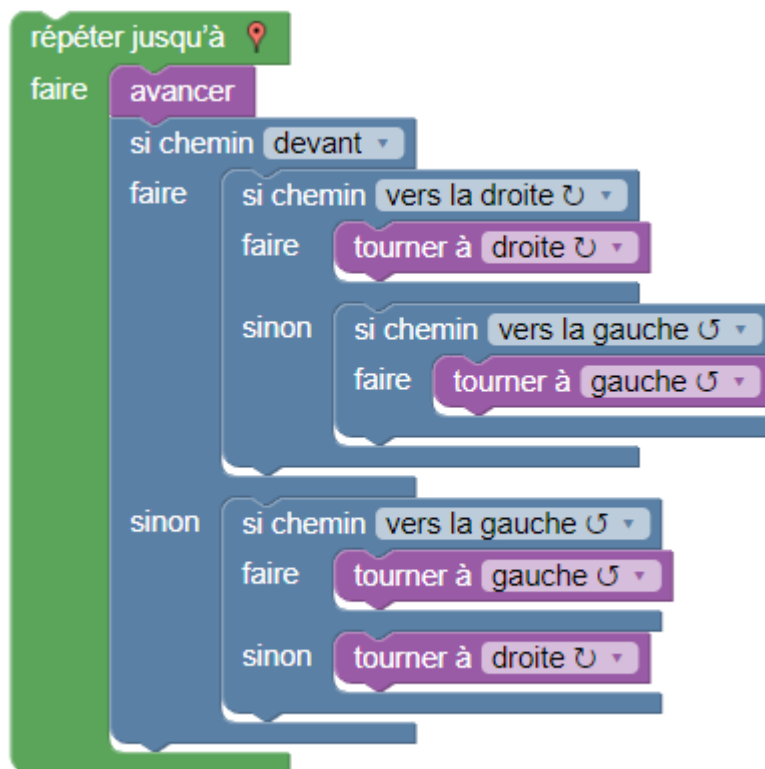 répéter jusqu'à
faire avancer
si chemin devant
faire si chemin vers la droite ↻
faire tourner à droite ↻
sinon si chemin vers la gauche ↺
faire tourner à gauche ↺
sinon si chemin vers la gauche ↺
faire tourner à gauche ↺
sinon tourner à droite ↻